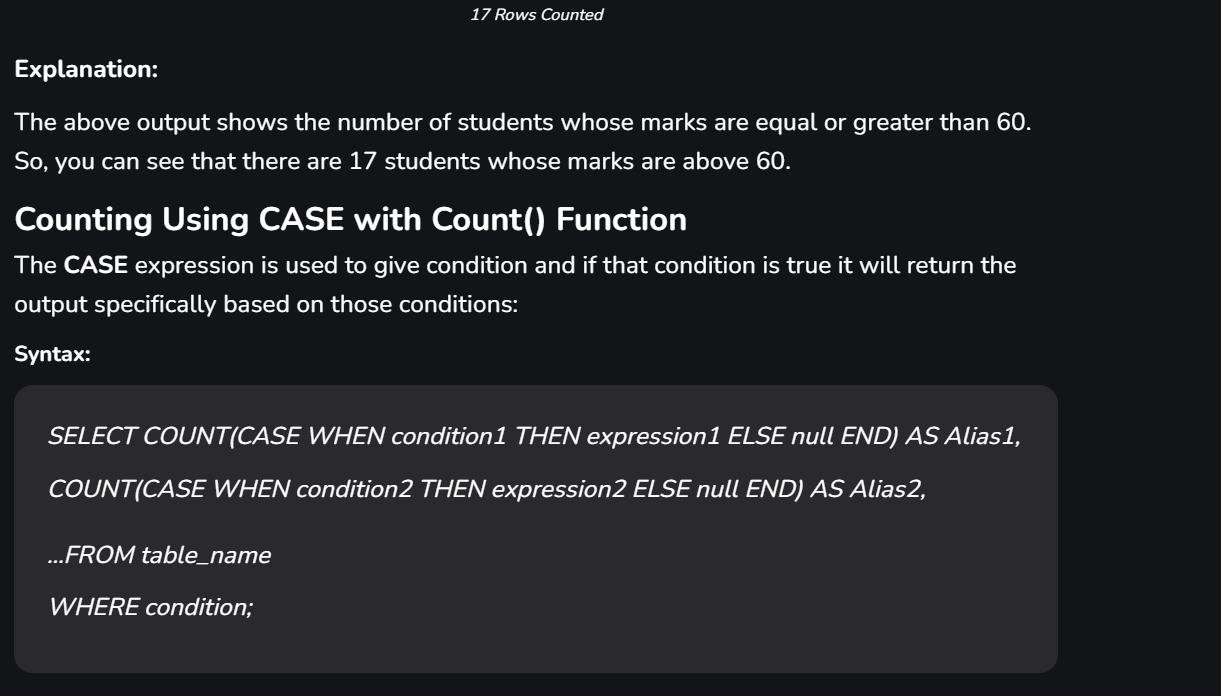 17 Rows Counted
Explanation:
The above output shows the number of students whose marks are equal or greater than 60.
So, you can see that there are 17 students whose marks are above 60.
Counting Using CASE with Count() Function
The CASE expression is used to give condition and if that condition is true it will return the
output specifically based on those conditions:
Syntax:
SELECT COUNT(CASE WHEN condition1 THEN expression1 ELSE null END) AS Alias1,
COUNT(CASE WHEN condition2 THEN expression2 ELSE null END) AS Alias2,
...FROM table_name
WHERE condition;